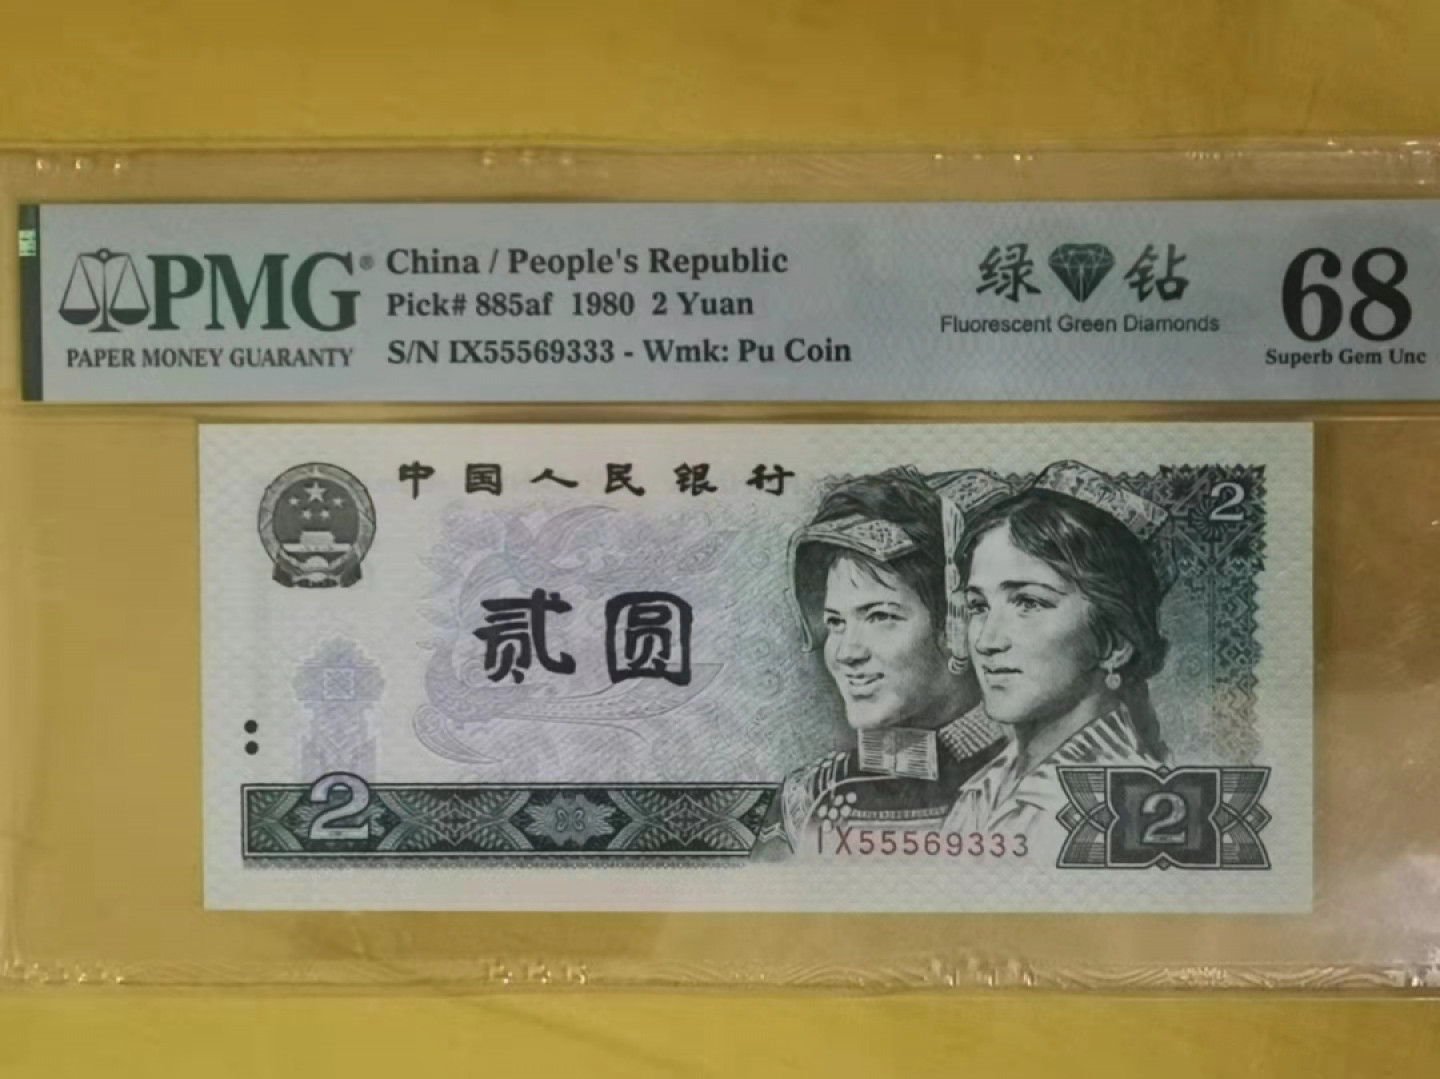 PMG®
PAPER MONEY GUARANTY
China / People's Republic
Pick# 885af 1980 2 Yuan
S/N IX55569333 - Wmk: Pu Coin
绿 钻
Fluorescent Green Diamonds
68
Superb Gem Unc
中国人民银行
2
贰圆
2
IX55569333
2